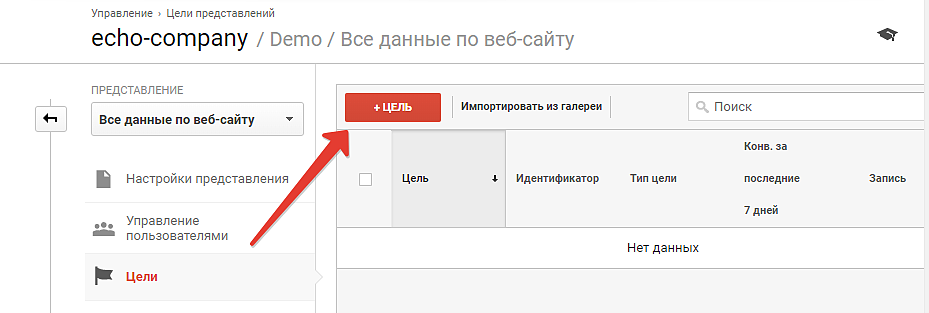 Управление › Цели представлений
echo-company / Demo / Все данные по веб-сайту
ПРЕДСТАВЛЕНИЕ
Все данные по веб-сайту
Настройки представления
Управление
пользователями
Цели
+ ЦЕЛЬ
Импортировать из галереи
Поиск
Цель
Идентификатор
Тип цели
Конв. за
последние
7 дней
Запись
Нет данных